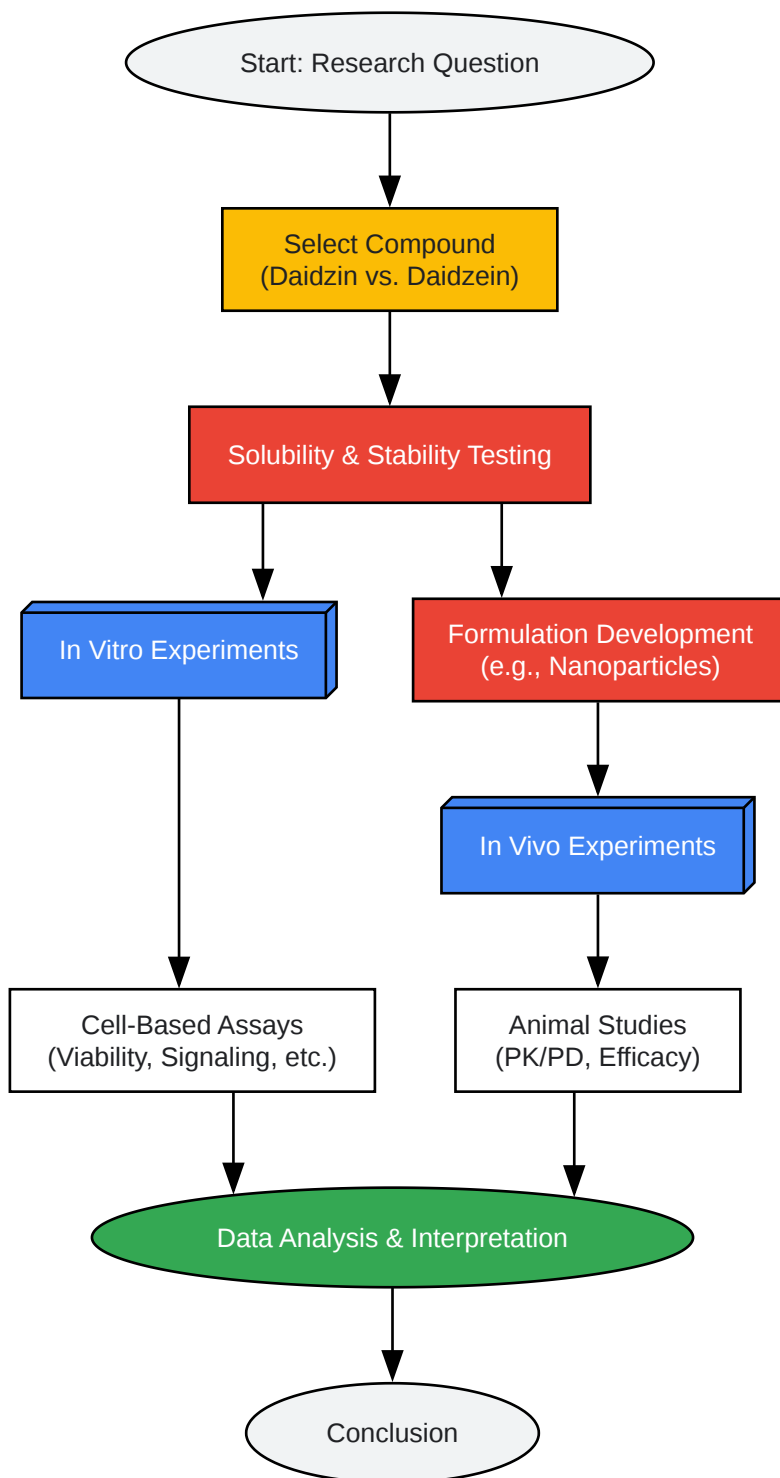 Start: Research Question
Select Compound
(Daidzin vs. Daidzein)
Solubility & Stability Testing
In Vitro Experiments
Formulation Development
(e.g., Nanoparticles)
In Vivo Experiments
Cell-Based Assays
(Viability, Signaling, etc.)
Animal Studies
(PK/PD, Efficacy)
Data Analysis & Interpretation
Conclusion